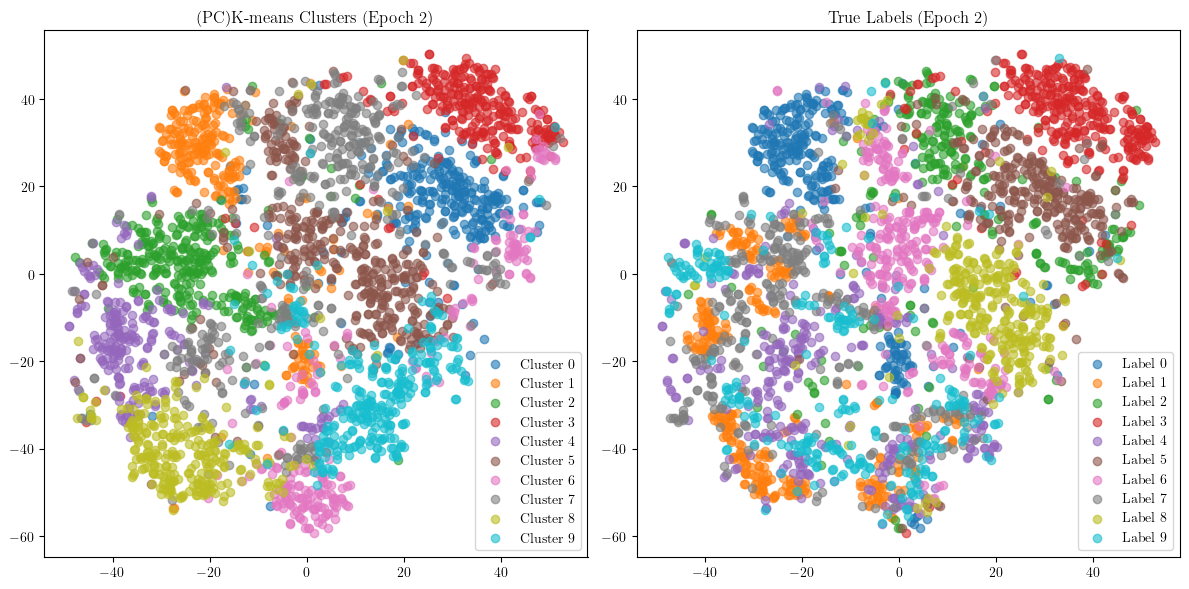 (PC)K-means Clusters (Epoch 2)
40
20
0
−20
−40
−60
−40
−20
0
20
40
Cluster 0
Cluster 1
Cluster 2
Cluster 3
Cluster 4
Cluster 5
Cluster 6
Cluster 7
Cluster 8
Cluster 9
True Labels (Epoch 2)
40
20
0
−20
−40
−60
−40
−20
0
20
40
Label 0
Label 1
Label 2
Label 3
Label 4
Label 5
Label 6
Label 7
Label 8
Label 9